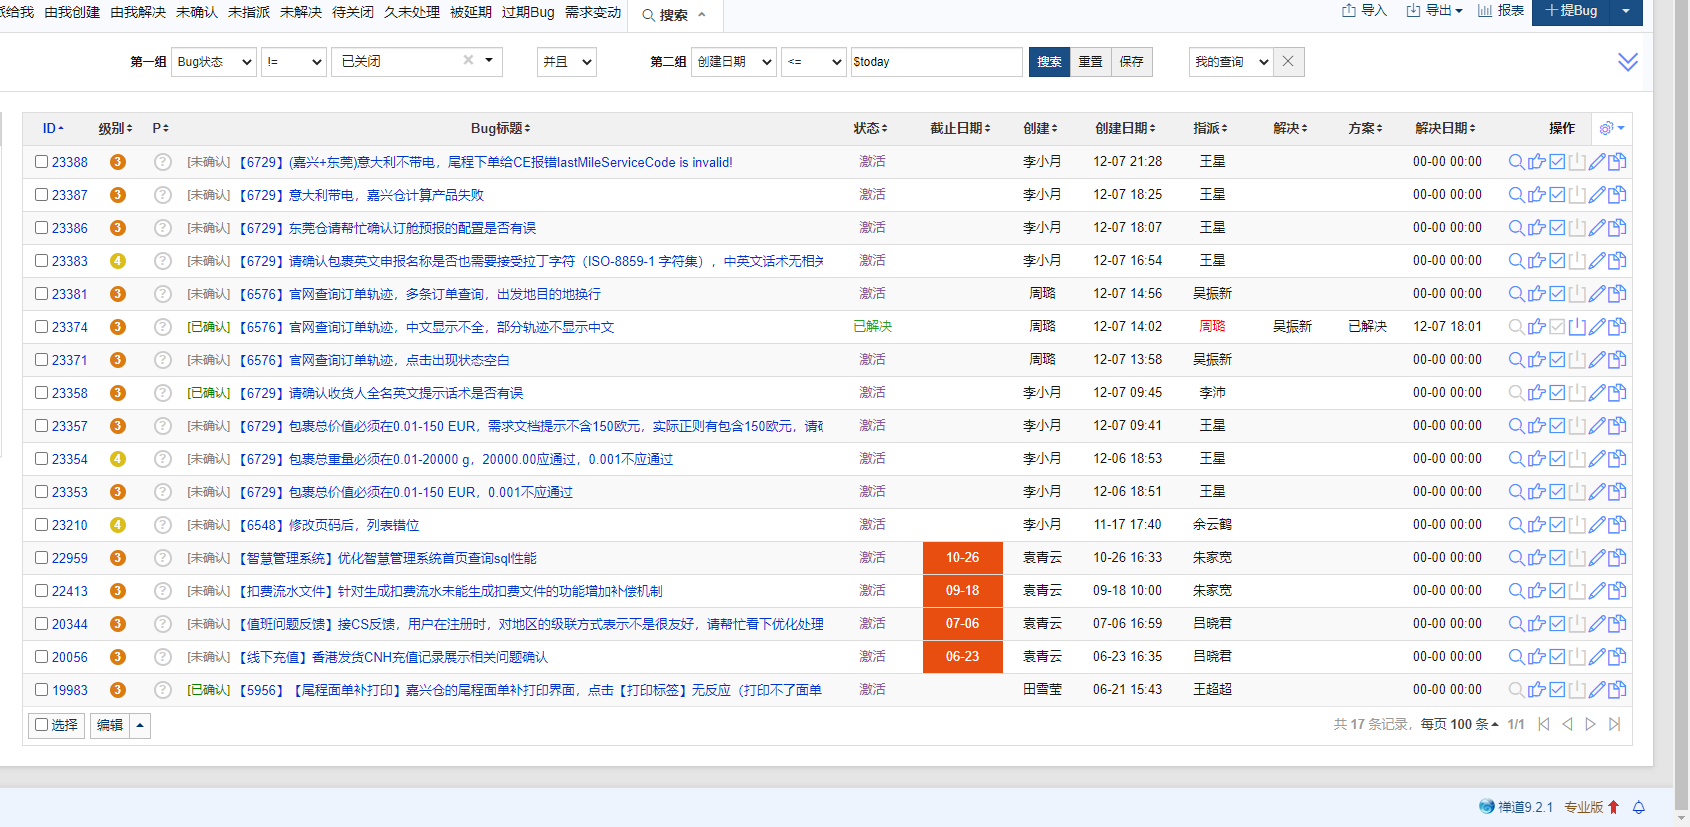 派给我 由我创建 由我解决 未确认 未指派 未解决 待关闭 久未处理 被延期 过期Bug 需求变动 搜索 导入 导出 报表 提Bug
第一组 Bug状态 != 已关闭 并且 第二组 创建日期 <= $today 搜索 重置 保存 我的查询
ID 级别 P Bug标题 状态 截止日期 创建 创建日期 指派 解决 方案 解决日期 操作
23388 3 ? [未确认] 【6729】(嘉兴+东莞)意大利不带电，尾程下单给CE报错lastMileServiceCode is invalid! 激活 李小月 12-07 21:28 王星 00-00 00:00
23387 3 ? [未确认] 【6729】意大利带电，嘉兴仓计算产品失败 激活 李小月 12-07 18:25 王星 00-00 00:00
23386 3 ? [未确认] 【6729】东莞仓请帮忙确认订舱预报的配置是否有误 激活 李小月 12-07 18:07 王星 00-00 00:00
23383 4 ? [未确认] 【6729】请确认包裹英文申报名称是否也需要接受拉丁字符（ISO-8859-1 字符集），中英文话术无相关 激活 李小月 12-07 16:54 王星 00-00 00:00
23381 3 ? [未确认] 【6576】官网查询订单轨迹，多条订单查询，出发地目的地换行 激活 周璐 12-07 14:56 吴振新 00-00 00:00
23374 3 ? [已确认] 【6576】官网查询订单轨迹，中文显示不全，部分轨迹不显示中文 已解决 周璐 12-07 14:02 周璐 吴振新 已解决 12-07 18:01
23371 3 ? [未确认] 【6576】官网查询订单轨迹，点击出现状态空白 激活 周璐 12-07 13:58 吴振新 00-00 00:00
23358 3 ? [已确认] 【6729】请确认收货人全名英文提示话术是否有误 激活 李小月 12-07 09:45 李沛 00-00 00:00
23357 3 ? [未确认] 【6729】包裹总价值必须在0.01-150 EUR，需求文档提示不含150欧元，实际正则有包含150欧元，请 激活 李小月 12-07 09:41 王星 00-00 00:00
23354 4 ? [未确认] 【6729】包裹总重量必须在0.01-20000 g，20000.00应通过，0.001不应通过 激活 李小月 12-06 18:53 王星 00-00 00:00
23353 3 ? [未确认] 【6729】包裹总价值必须在0.01-150 EUR，0.001不应通过 激活 李小月 12-06 18:51 王星 00-00 00:00
23210 4 ? [未确认] 【6548】修改页码后，列表错位 激活 李小月 11-17 17:40 余云鹤 00-00 00:00
22959 3 ? [未确认] 【智慧管理系统】优化智慧管理系统首页查询sql性能 激活 10-26 袁青云 10-26 16:33 朱家宽 00-00 00:00
22413 3 ? [未确认] 【扣费流水文件】针对生成扣费流水未能生成扣费文件的功能增加补偿机制 激活 09-18 袁青云 09-18 10:00 朱家宽 00-00 00:00
20344 3 ? [未确认] 【值班问题反馈】接CS反馈，用户在注册时，对地区的级联方式表示不是很友好，请帮忙看下优化处理 激活 07-06 袁青云 07-06 16:59 吕晓君 00-00 00:00
20056 3 ? [未确认] 【线下充值】香港发货CNH充值记录展示相关问题确认 激活 06-23 袁青云 06-23 16:35 吕晓君 00-00 00:00
19983 3 ? [已确认] 【5956】【尾程面单补打印】嘉兴仓的尾程面单补打印界面，点击【打印标签】无反应（打印不了面单 激活 田雪莹 06-21 15:43 王超超 00-00 00:00
选择 编辑 共 17 条记录，每页 100 条 1/1
禅道9.2.1 专业版